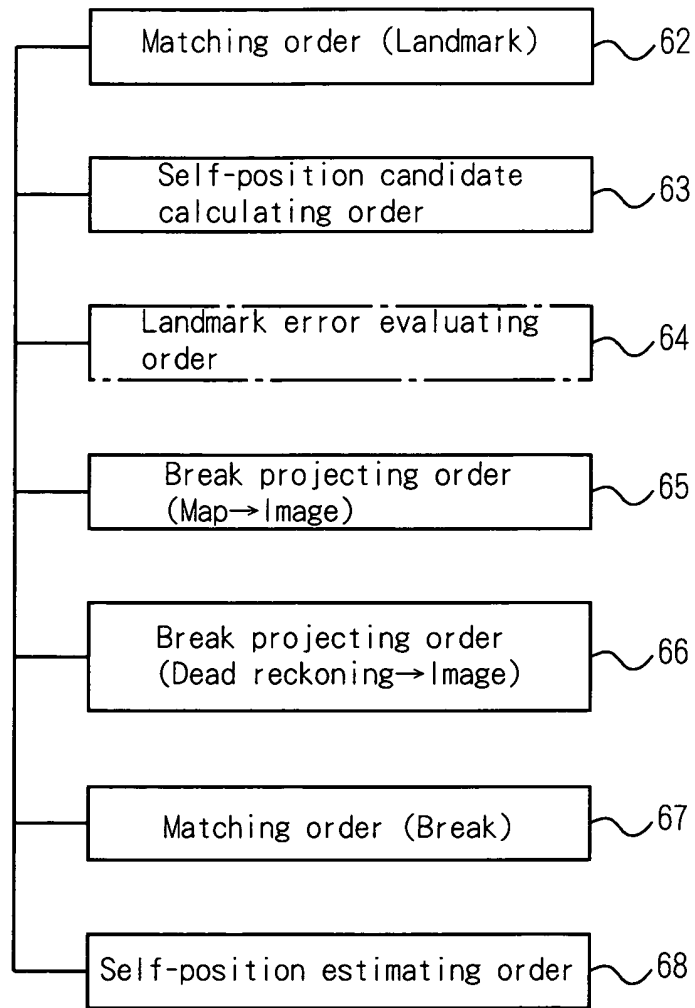 Matching order (Landmark)
62
Self-position candidate
calculating order
63
Landmark error evaluating
order
64
Break projecting order
(Map→Image)
65
Break projecting order
(Dead reckoning→Image)
66
Matching order (Break)
67
Self-position estimating order
68